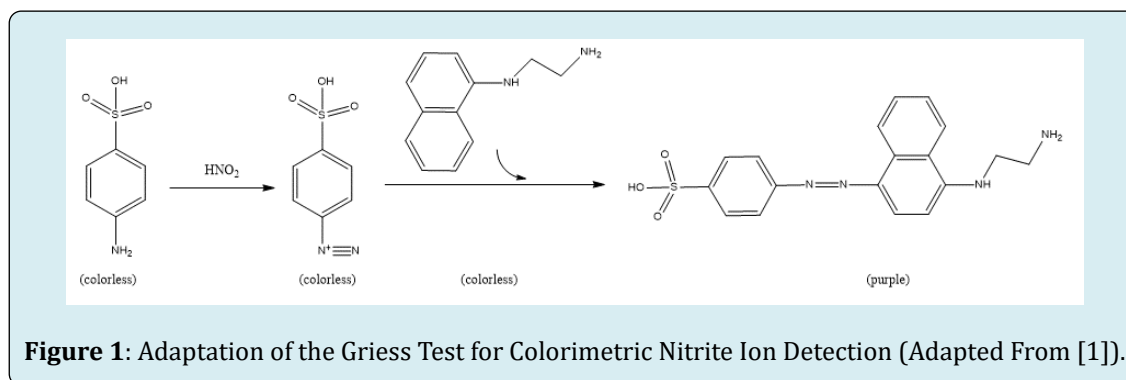 OH
O
S
O
NH₂
(colorless)
HNO₂
OH
O
S
O
N⁺
N
(colorless)
NH₂
NH
(colorless)
O
HO
S
O
N
N
NH
NH₂
(purple)
Figure 1: Adaptation of the Griess Test for Colorimetric Nitrite Ion Detection (Adapted From [1]).